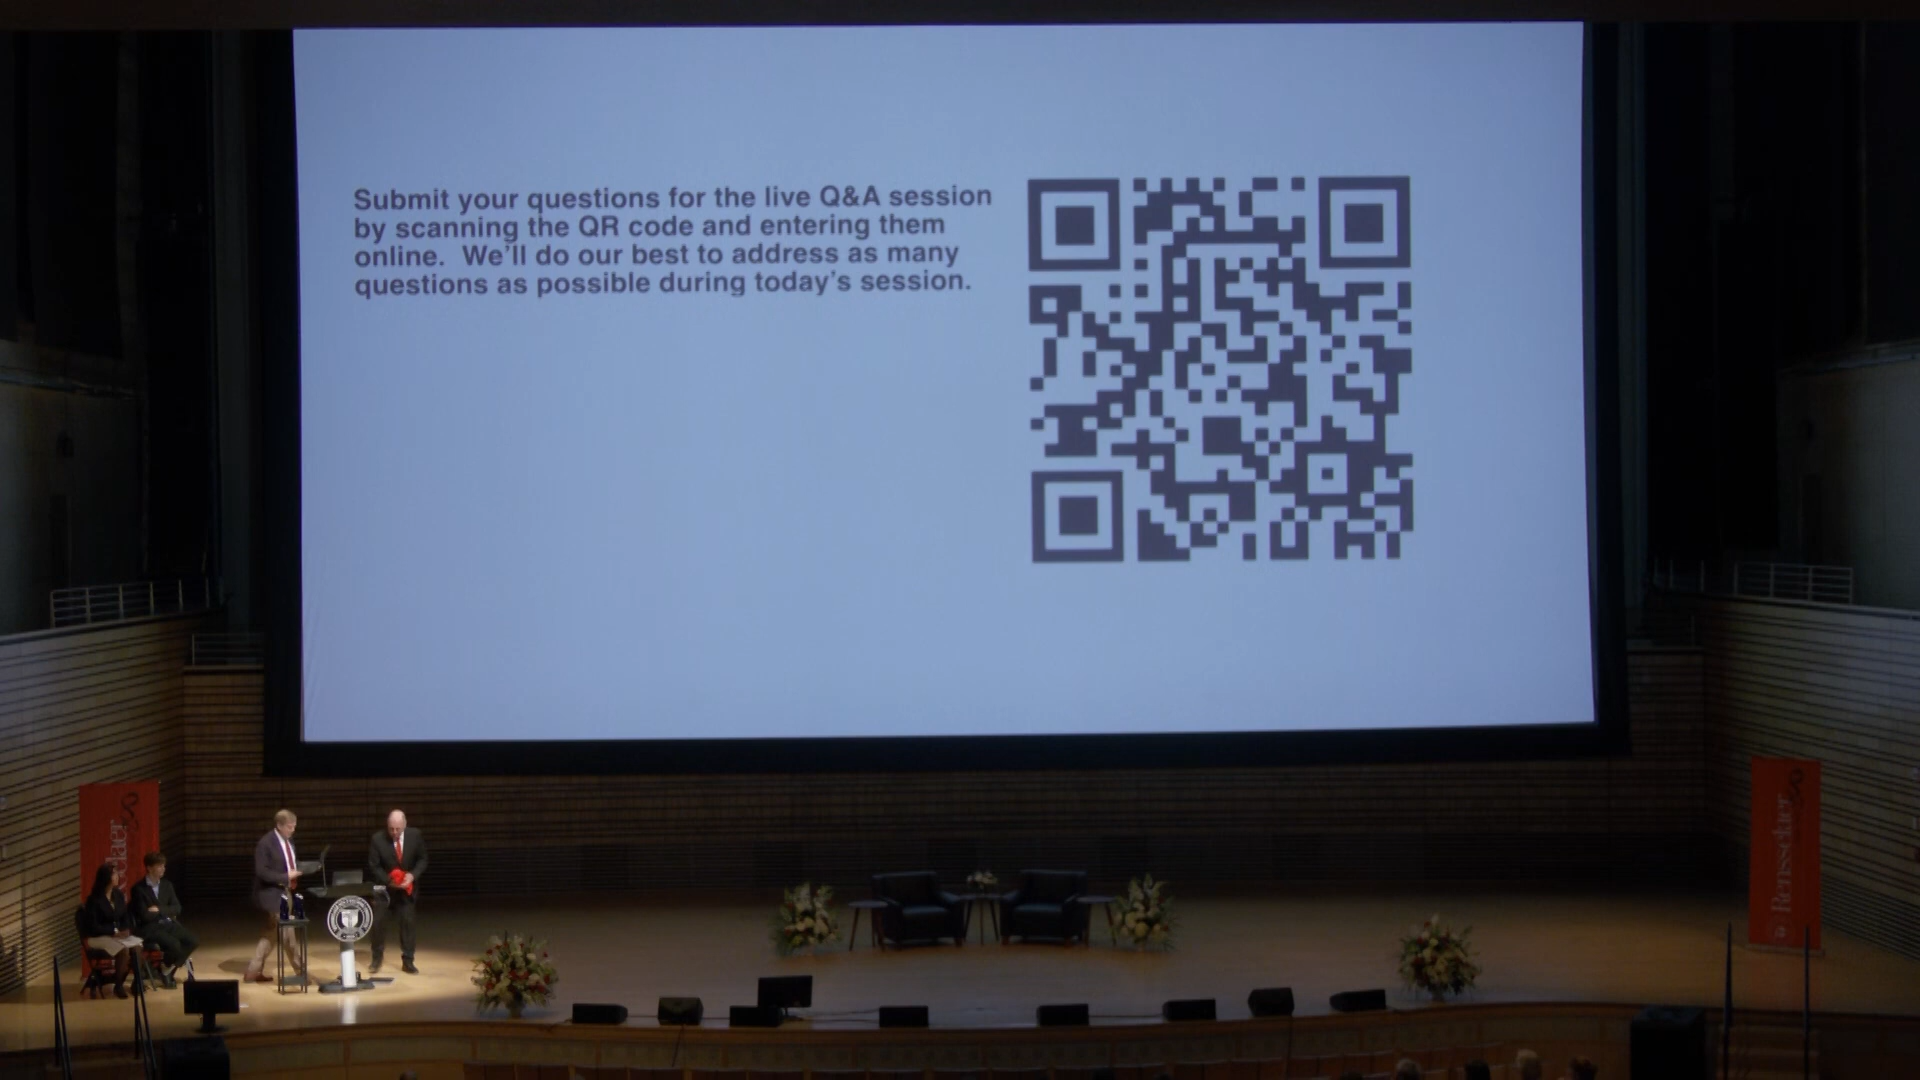 Submit your questions for the live Q&A session
by scanning the QR code and entering them
online.  We'll do our best to address as many
questions as possible during today's session.
Rensselaer